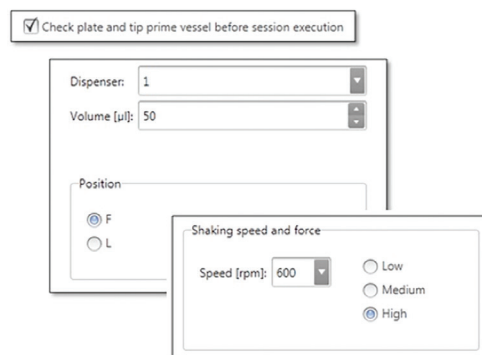 Check plate and tip prime vessel before session execution
Dispenser: 1
Volume [µl]: 50
Position
F
L
Shaking speed and force
Speed [rpm]: 600
Low
Medium
High